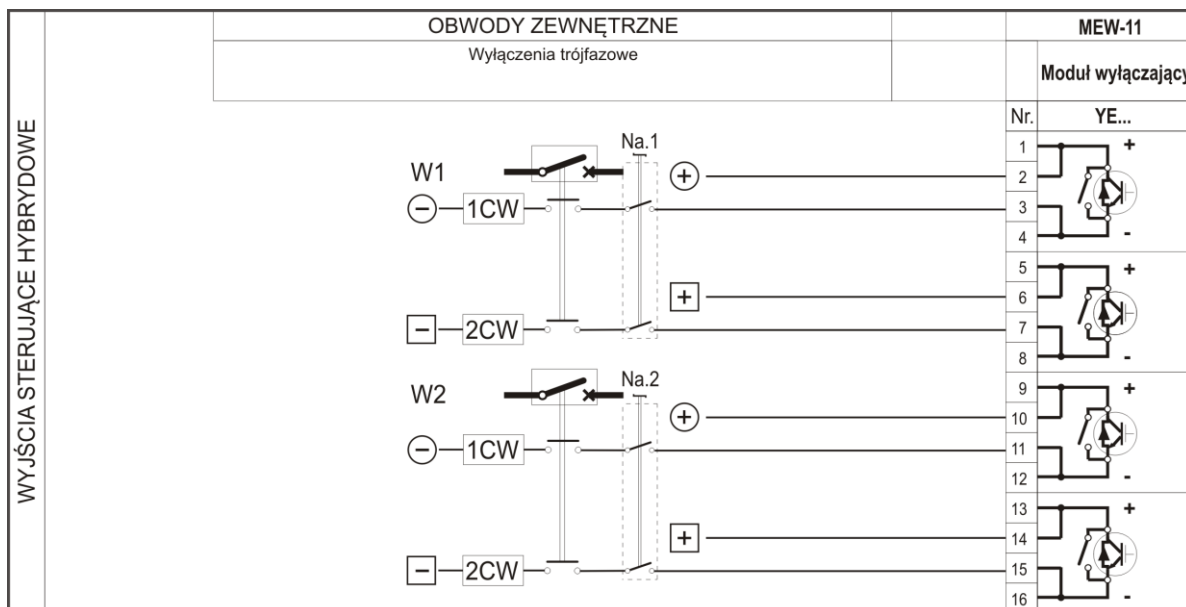 OBWODY ZEWNĘTRZNE
MEW-11
Wyłączenia trójfazowe
Moduł wyłączający
Nr.
YE...
WYJŚCIA STERUJĄCE HYBRYDOWE
W1
Na.1
1
+
+
2
-
1CW
3
4
-
5
+
+
6
-
2CW
7
8
-
W2
Na.2
9
+
+
10
-
1CW
11
12
-
13
+
+
14
-
2CW
15
16
-